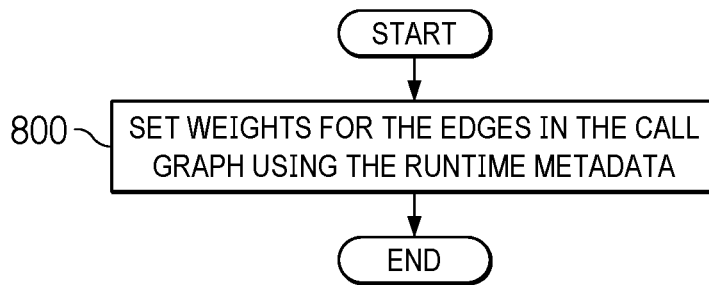 START
800
SET WEIGHTS FOR THE EDGES IN THE CALL
GRAPH USING THE RUNTIME METADATA
END